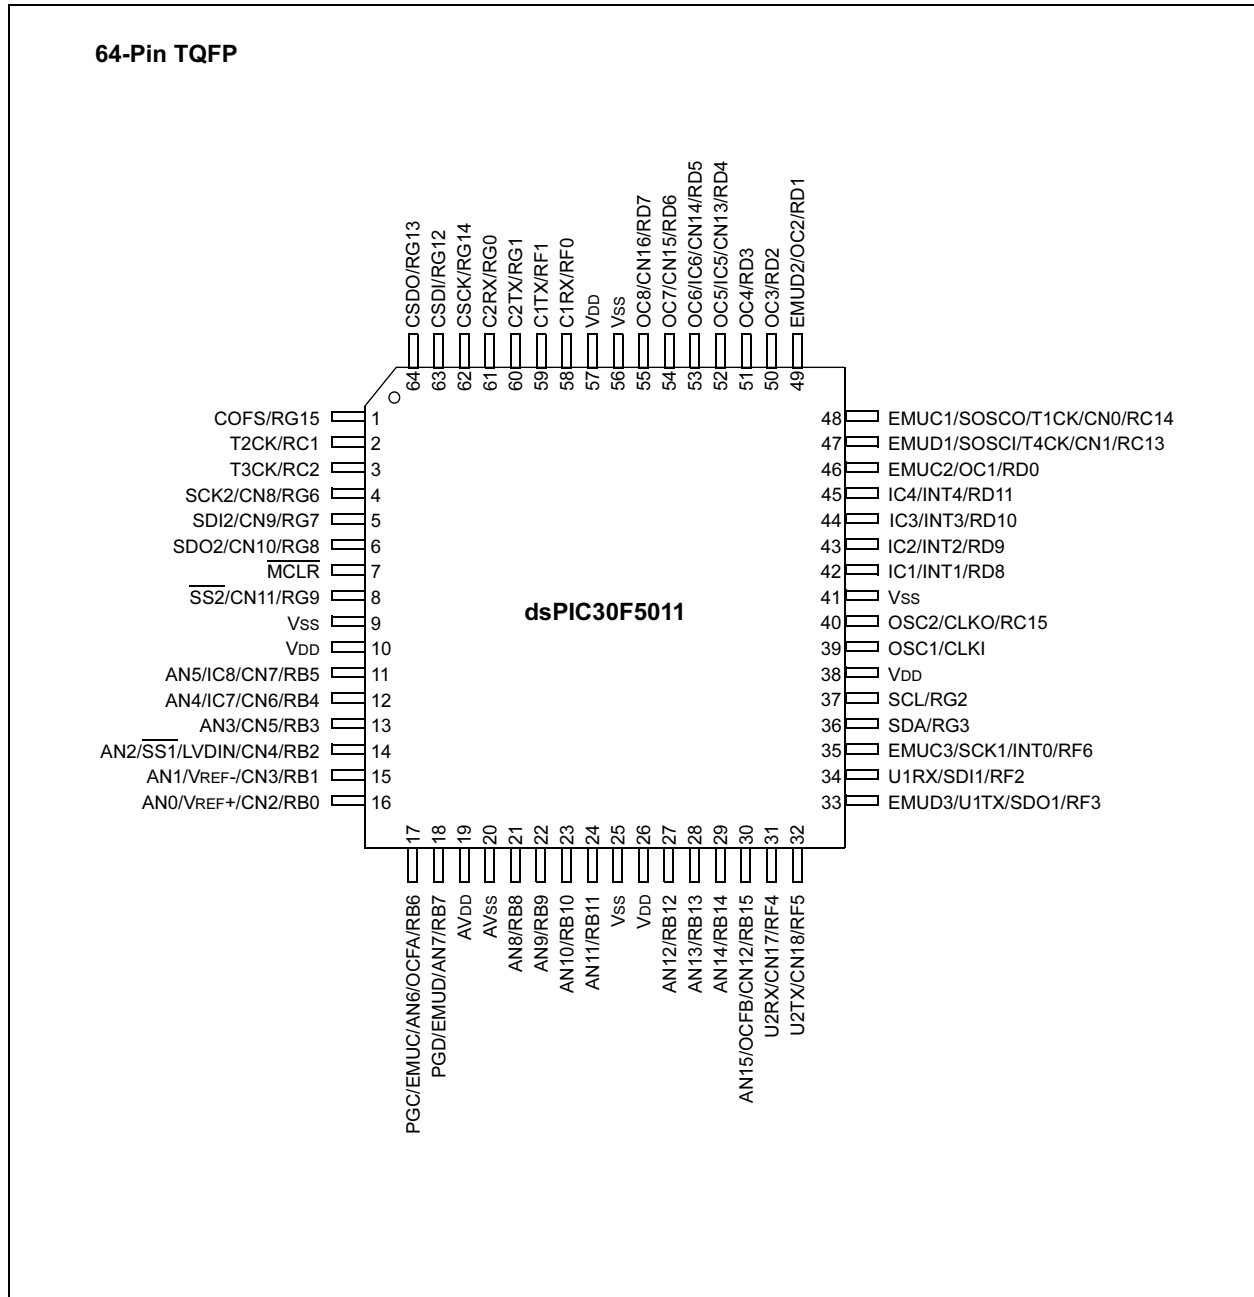 64-Pin TQFP
CSDO/RG13
CSDI/RG12
CSCK/RG14
C2RX/RG0
C2TX/RG1
C1TX/RF1
C1RX/RF0
VDD
VSS
OC8/CN16/RD7
OC7/CN15/RD6
OC6/IC6/CN14/RD5
OC5/IC5/CN13/RD4
OC4/RD3
OC3/RD2
EMUD2/OC2/RD1
64
63
62
61
60
59
58
57
56
55
54
53
52
51
50
49
COFS/RG15 1
T2CK/RC1 2
T3CK/RC2 3
SCK2/CN8/RG6 4
SDI2/CN9/RG7 5
SDO2/CN10/RG8 6
MCLR 7
SS2/CN11/RG9 8
VSS 9
VDD 10
AN5/IC8/CN7/RB5 11
AN4/IC7/CN6/RB4 12
AN3/CN5/RB3 13
AN2/SS1/LVDIN/CN4/RB2 14
AN1/VREF-/CN3/RB1 15
AN0/VREF+/CN2/RB0 16
dsPIC30F5011
48 EMUC1/SOSCO/T1CK/CN0/RC14
47 EMUD1/SOSCI/T4CK/CN1/RC13
46 EMUC2/OC1/RD0
45 IC4/INT4/RD11
44 IC3/INT3/RD10
43 IC2/INT2/RD9
42 IC1/INT1/RD8
41 VSS
40 OSC2/CLKO/RC15
39 OSC1/CLKI
38 VDD
37 SCL/RG2
36 SDA/RG3
35 EMUC3/SCK1/INT0/RF6
34 U1RX/SDI1/RF2
33 EMUD3/U1TX/SDO1/RF3
17
18
19
20
21
22
23
24
25
26
27
28
29
30
31
32
PGC/EMUC/AN6/OCFA/RB6
PGD/EMUD/AN7/RB7
AVDD
AVSS
AN8/RB8
AN9/RB9
AN10/RB10
AN11/RB11
VSS
VDD
AN12/RB12
AN13/RB13
AN14/RB14
AN15/OCFB/CN12/RB15
U2RX/CN17/RF4
U2TX/CN18/RF5